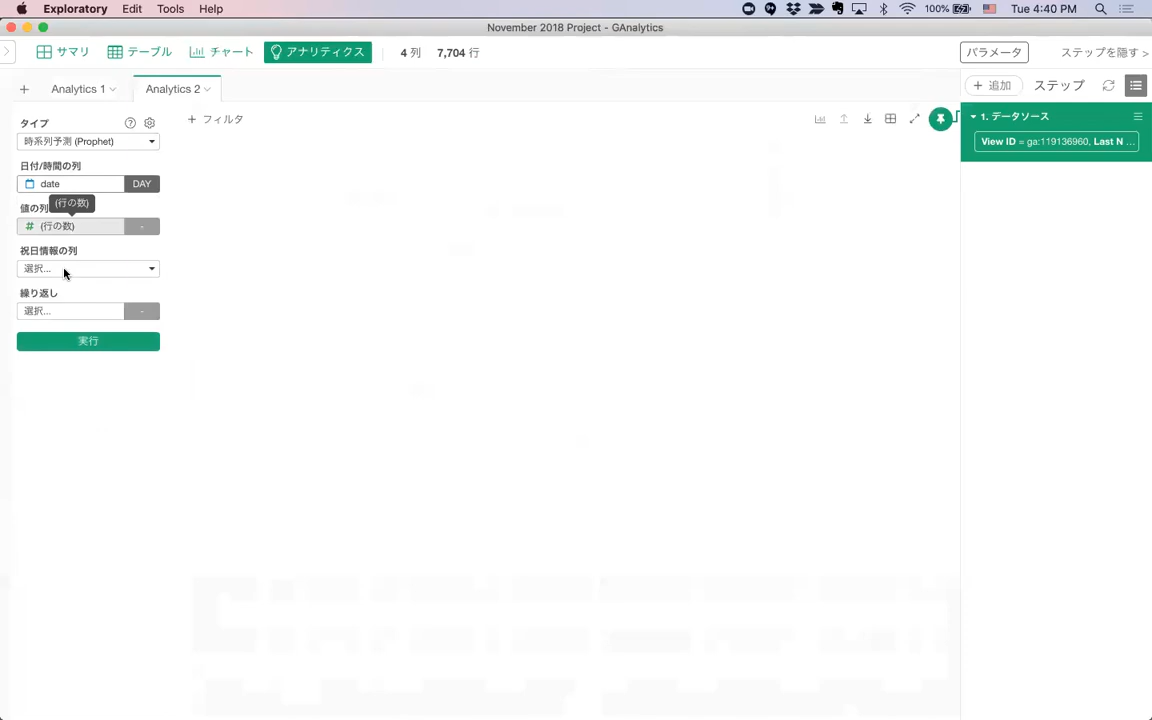 Exploratory Edit Tools Help 100% Tue 4:40 PM
November 2018 Project - GAnalytics
サマリ テーブル チャート アナリティクス 4 列 7,704 行 パラメータ ステップを隠す >
+ Analytics 1 Analytics 2 + 追加 ステップ
タイプ ?
+ フィルタ
1. データソース
時系列予測 (Prophet)
View ID = ga:119136960, Last N ...
日付/時間の列
date DAY
(行の数)
値の列
# (行の数) -
祝日情報の列
選択...
繰り返し
選択... -
実行